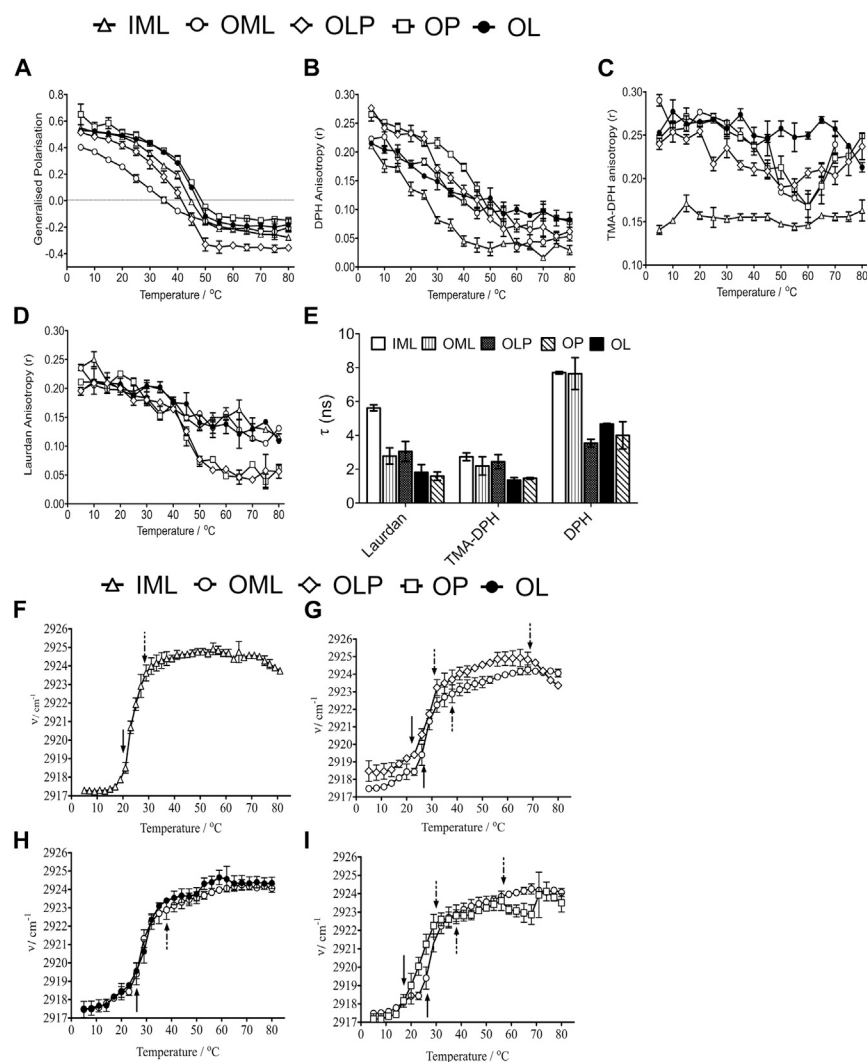 IML OML OLP OP OL
A
Generalised Polarisation
0.8
0.6
0.4
0.2
0.0
-0.2
-0.4
0 10 20 30 40 50 60 70 80
Temperature / °C
B
DPH Anisotropy (r)
0.30
0.25
0.20
0.15
0.10
0.05
0.00
0 10 20 30 40 50 60 70 80
Temperature / °C
C
TMA-DPH anisotropy (r)
0.30
0.25
0.20
0.15
0.10
0 10 20 30 40 50 60 70 80
Temperature / °C
D
Laurdan Anisotropy (r)
0.30
0.25
0.20
0.15
0.10
0.05
0.00
0 10 20 30 40 50 60 70 80
Temperature / °C
E
τ (ns)
10
8
6
4
2
0
IML OML OLP OP OL
Laurdan
TMA-DPH
DPH
IML OML OLP OP OL
F
ν/ cm⁻¹
2926
2925
2924
2923
2922
2921
2920
2919
2918
2917
0 10 20 30 40 50 60 70 80
Temperature / °C
G
ν/ cm⁻¹
2926
2925
2924
2923
2922
2921
2920
2919
2918
2917
0 10 20 30 40 50 60 70 80
Temperature / °C
H
ν/ cm⁻¹
2926
2925
2924
2923
2922
2921
2920
2919
2918
2917
0 10 20 30 40 50 60 70 80
Temperature / °C
I
ν/ cm⁻¹
2926
2925
2924
2923
2922
2921
2920
2919
2918
2917
0 10 20 30 40 50 60 70 80
Temperature / °C